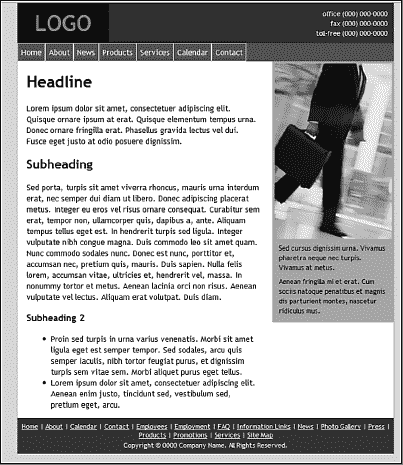 LOGO
office (000) 000-0000
fax (000) 000-0000
toll-free (000) 000-0000
Home | About | News | Products | Services | Calendar | Contact
Headline
Lorem ipsum dolor sit amet, consectetuer adipiscing elit.
Quisque ornare ipsum at erat. Quisque elementum tempus urna.
Donec ornare fringilla erat. Phasellus gravida lectus vel dui.
Fusce eget justo at odio posuere dignissim.
Subheading
Sed porta, turpis sit amet viverra rhoncus, mauris urna interdum
erat, nec semper dui diam ut libero. Donec adipiscing placerat
metus. Integer eu eros vel risus ornare consequat. Curabitur sem
erat, tempor non, ullamcorper quis, dapibus a, ante. Aliquam
tempus tellus eget est. In hendrerit turpis sed ligula. Integer
vulputate nibh congue magna. Duis commodo leo sit amet quam.
Nunc commodo sodales nunc. Donec est nunc, porttitor et,
accumsan nec, pretium quis, mauris. Duis sapien. Nulla felis
lorem, accumsan vitae, ultricies et, hendrerit vel, massa. In
nonummy tortor et metus. Aenean lacinia orci non risus. Aenean
vulputate vel lectus. Aliquam erat volutpat. Duis diam.
Subheading 2
• Proin sed turpis in urna varius venenatis. Morbi sit amet
ligula eget est semper tempor. Sed sodales, arcu quis
semper iaculis, nibh tortor feugiat purus, et dignissim
turpis sem vitae sem. Morbi aliquet purus eget tellus.
• Lorem ipsum dolor sit amet, consectetuer adipiscing elit.
Aenean enim justo, tincidunt sed, vestibulum sed,
pretium eget, arcu.
Sed cursus dignissim urna. Vivamus
pharetra neque nec turpis.
Vivamus at metus.
Aenean fringilla mi et erat. Cum
sociis natoque penatibus et magnis
dis parturient montes, nascetur
ridiculus mus.
Home | About | Calendar | Contact | Employees | Employment | FAQ | Information Links | News | Photo Gallery | Press |
Products | Promotions | Services | Site Map
Copyright © 0000 Company Name. All Rights Reserved.